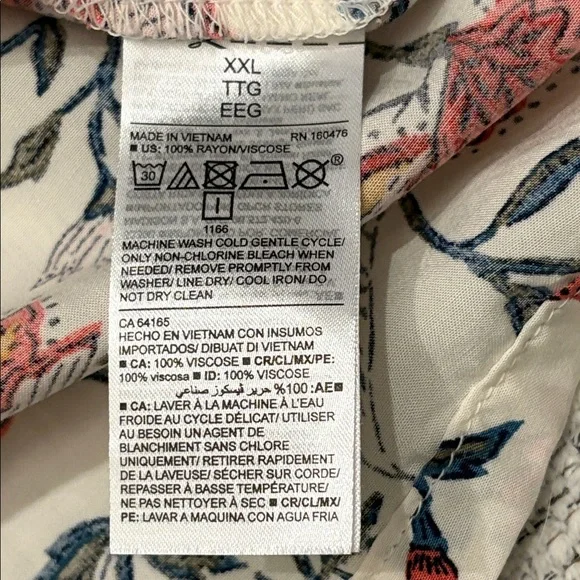 XXL
TTG
EEG
MADE IN VIETNAM RN 160476
■ US: 100% RAYON/VISCOSE
30 ®
I
1166
MACHINE WASH COLD GENTLE CYCLE/
ONLY NON-CHLORINE BLEACH WHEN
NEEDED/ REMOVE PROMPTLY FROM
WASHER/ LINE DRY/ COOL IRON/ DO
NOT DRY CLEAN
CA 64165
HECHO EN VIETNAM CON INSUMOS
IMPORTADOS/ DIBUAT DI VIETNAM
■ CA: 100% VISCOSE ■ CR/CL/MX/PE:
100% viscosa ■ ID: 100% VISCOSE
■ AE: 100% حرير فيسكوز صناعي
■ CA: LAVER À LA MACHINE À L'EAU
FROIDE AU CYCLE DÉLICAT/ UTILISER
AU BESOIN UN AGENT DE
BLANCHIMENT SANS CHLORE
UNIQUEMENT/ RETIRER RAPIDEMENT
DE LA LAVEUSE/ SÉCHER SUR CORDE/
REPASSER À BASSE TEMPÉRATURE/
NE PAS NETTOYER À SEC ■ CR/CL/MX/
PE: LAVAR A MAQUINA CON AGUA FRIA